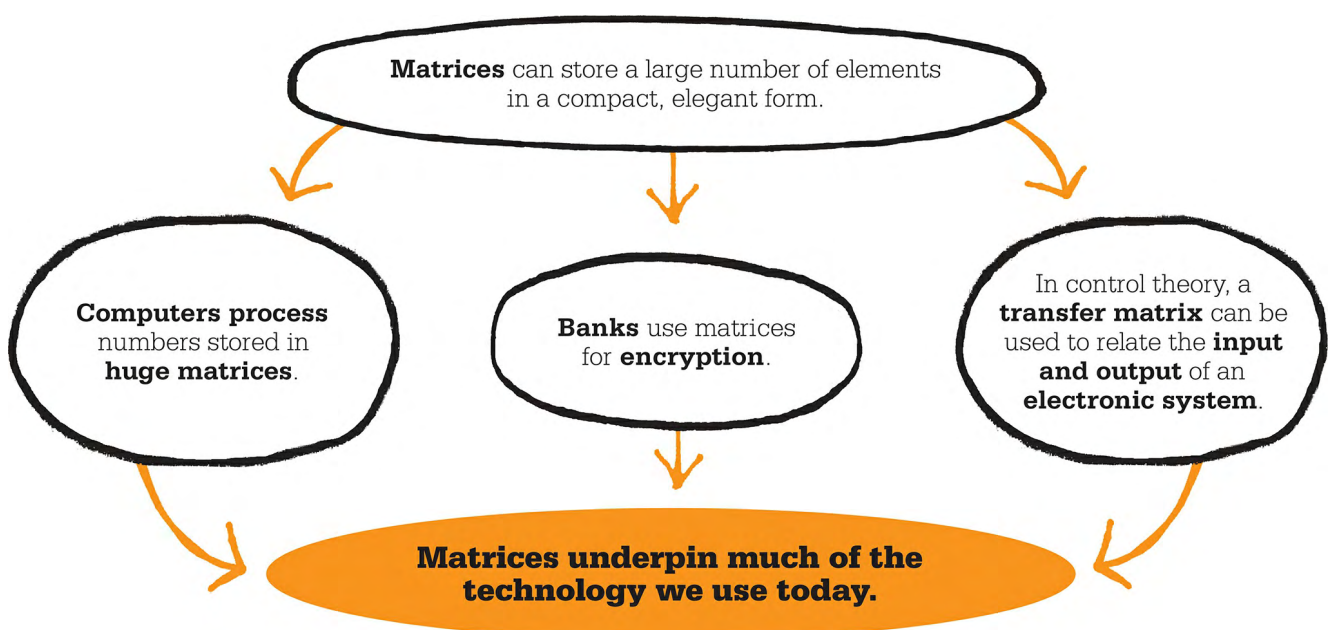 Matrices can store a large number of elements
in a compact, elegant form.
Computers process
numbers stored in
huge matrices.
Banks use matrices
for encryption.
In control theory, a
transfer matrix can be
used to relate the input
and output of an
electronic system.
Matrices underpin much of the
technology we use today.